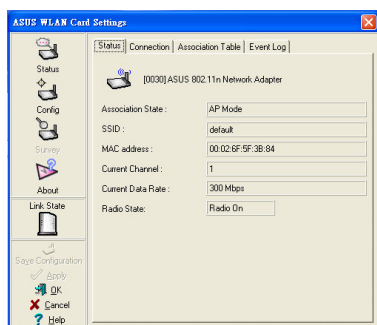 ASUS WLAN Card Settings
Status
Config
Survey
About
Link State
Save Configuration
Apply
OK
Cancel
Help
Status Connection Association Table Event Log
[0030] ASUS 802.11n Network Adapter
Association State : AP Mode
SSID : default
MAC address : 00:02:6F:5F:3B:84
Current Channel : 1
Current Data Rate : 300 Mbps
Radio State: Radio On